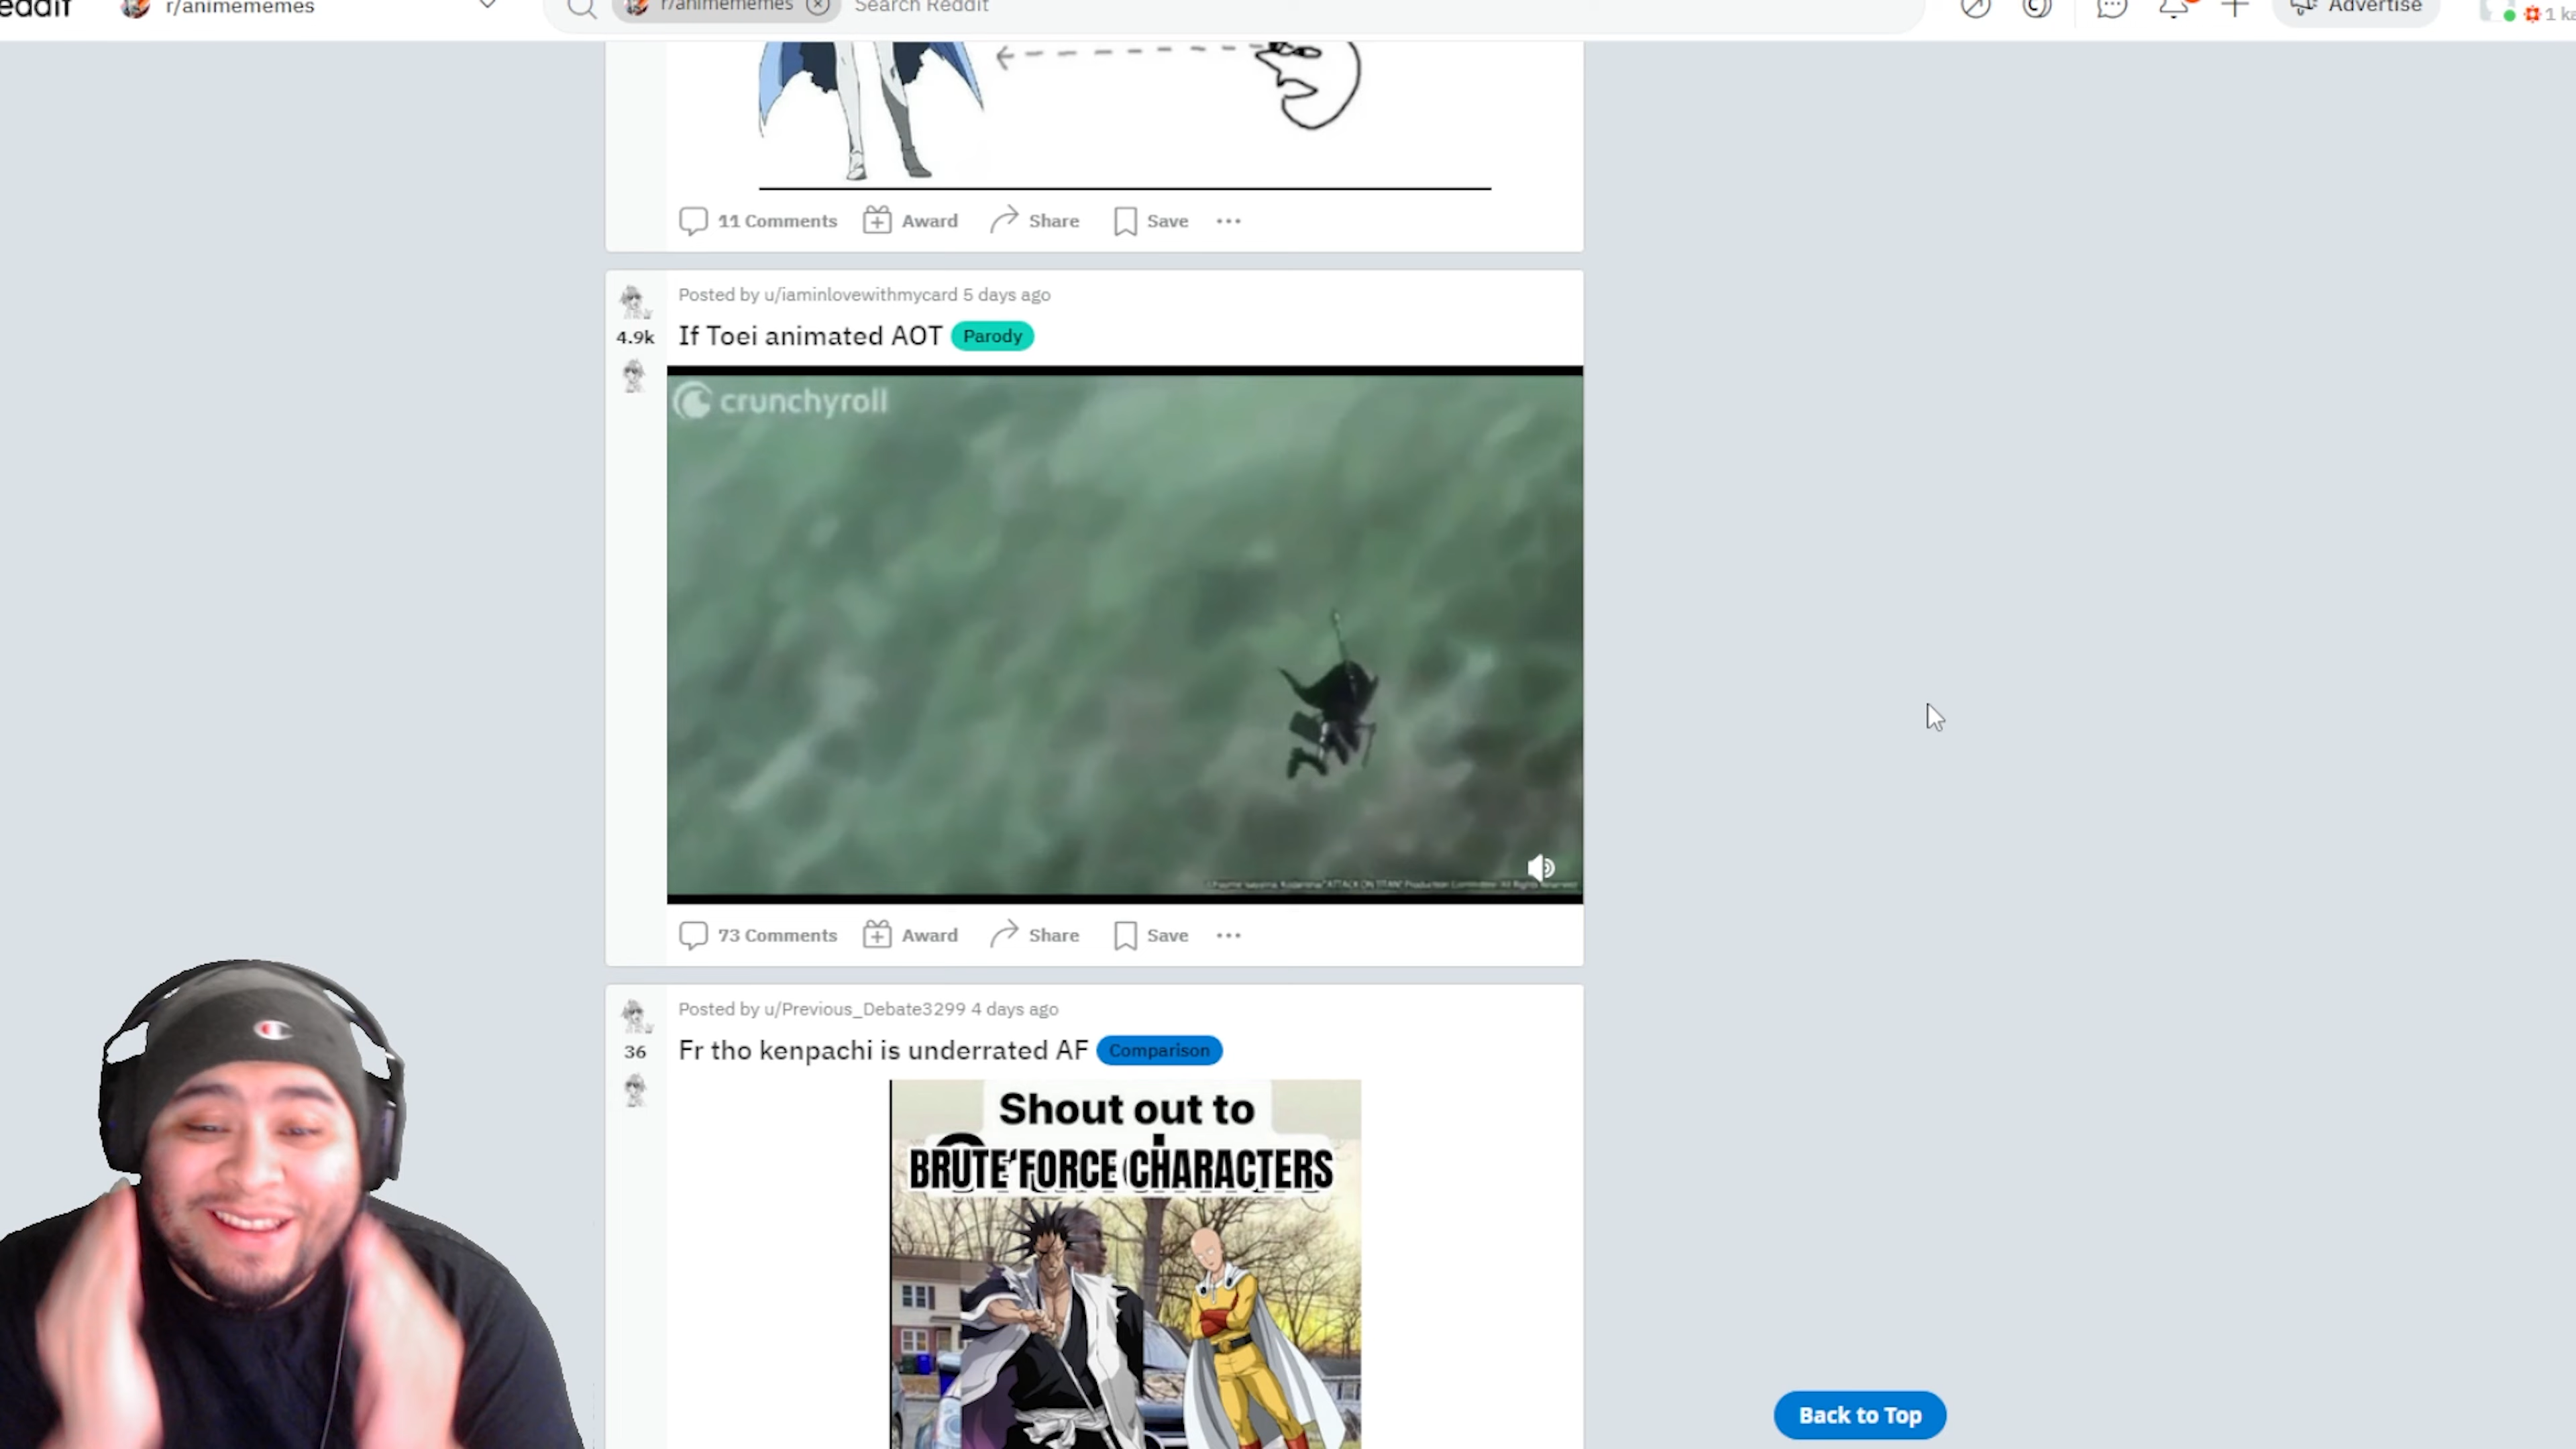 eddit
r/animememes
r/animememes
Search Reddit
Advertise
11 Comments
Award
Share
Save
Posted by u/iaminlovewithmycard 5 days ago
4.9k
If Toei animated AOT
Parody
crunchyroll
73 Comments
Award
Share
Save
Posted by u/Previous_Debate3299 4 days ago
36
Fr tho kenpachi is underrated AF
Comparison
Shout out to
BRUTE FORCE CHARACTERS
Back to Top